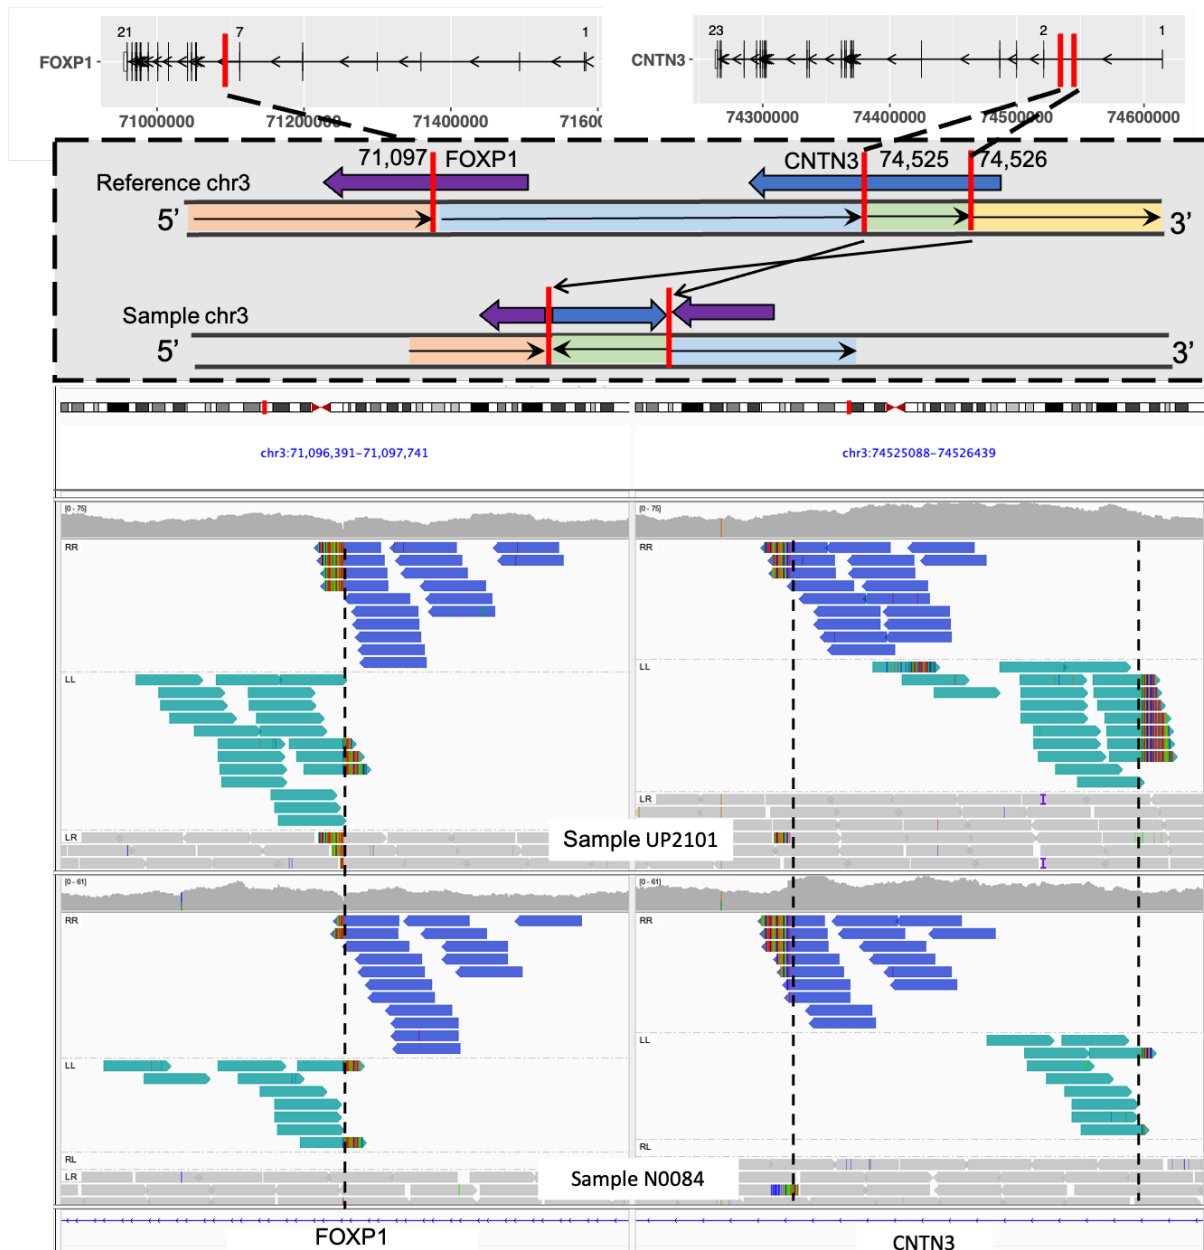 21 7 1
FOXP1
71000000 71200000 71400000 71600
23 2 1
CNTN3
74300000 74400000 74500000 74600000
71,097 FOXP1 CNTN3 74,525 74,526
Reference chr3
5’ 3’
Sample chr3
5’ 3’
chr3:71,096,391-71,097,741 chr3:74525088-74526439
[0 - 75] [0 - 75]
RR RR
LL LL
LR LR
Sample UP2101
[0 - 61] [0 - 61]
RR RR
LL LL
RL RL
LR
Sample N0084
FOXP1 CNTN3